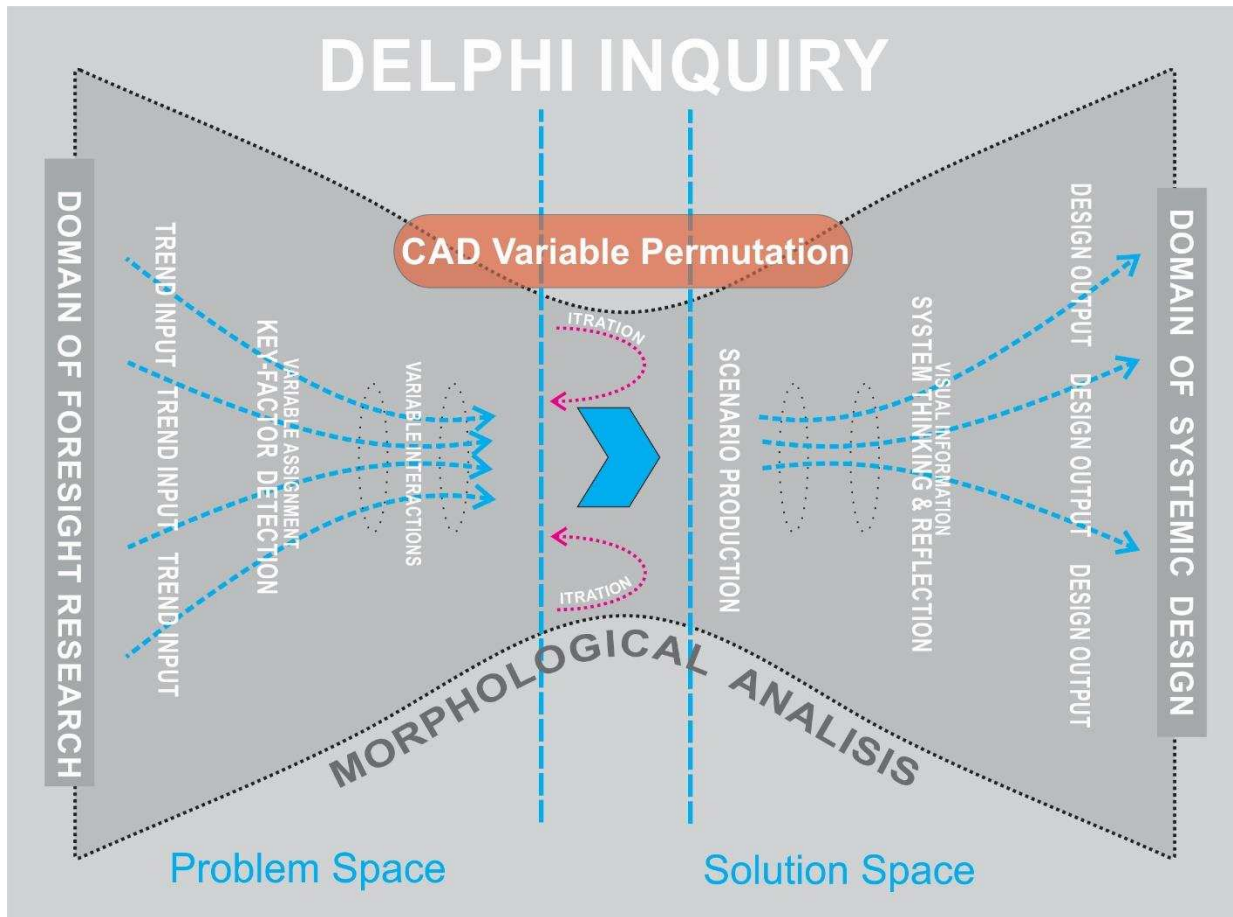 DELPHI INQUIRY
CAD Variable Permutation
DOMAIN OF FORESIGHT RESEARCH
TREND INPUT
TREND INPUT
TREND INPUT
KEY-FACTOR DETECTION
VARIABLE ASSIGNMENT
VARIABLE INTERACTIONS
ITRATION
ITRATION
SCENARIO PRODUCTION
SYSTEM THINKING & REFLECTION
VISUAL INFORMATION
DESIGN OUTPUT
DESIGN OUTPUT
DESIGN OUTPUT
DOMAIN OF SYSTEMIC DESIGN
MORPHOLOGICAL ANALISIS
Problem Space
Solution Space